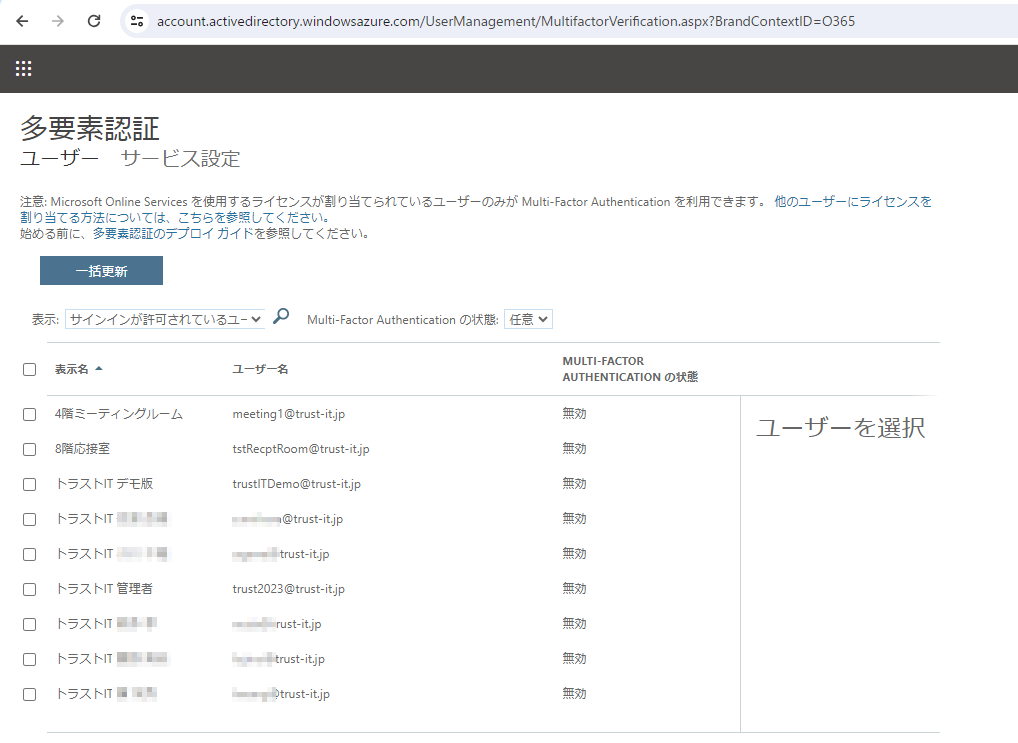 account.activedirectory.windowsazure.com/UserManagement/MultifactorVerification.aspx?BrandContextID=O365
多要素認証
ユーザー サービス設定
注意: Microsoft Online Services を使用するライセンスが割り当てられているユーザーのみが Multi-Factor Authentication を利用できます。 他のユーザーにライセンスを
割り当てる方法については、こちらを参照してください。
始める前に、多要素認証のデプロイ ガイドを参照してください。
一括更新
表示: サインインが許可されているユー Multi-Factor Authentication の状態: 任意
表示名 ユーザー名 MULTI-FACTOR
AUTHENTICATION の状態
4階ミーティングルーム meeting1@trust-it.jp 無効
ユーザーを選択
8階応接室 tstRecptRoom@trust-it.jp 無効
トラストIT デモ版 trustITDemo@trust-it.jp 無効
トラストIT @trust-it.jp 無効
トラストIT trust-it.jp 無効
トラストIT 管理者 trust2023@trust-it.jp 無効
トラストIT rust-it.jp 無効
トラストIT trust-it.jp 無効
トラストIT trust-it.jp 無効